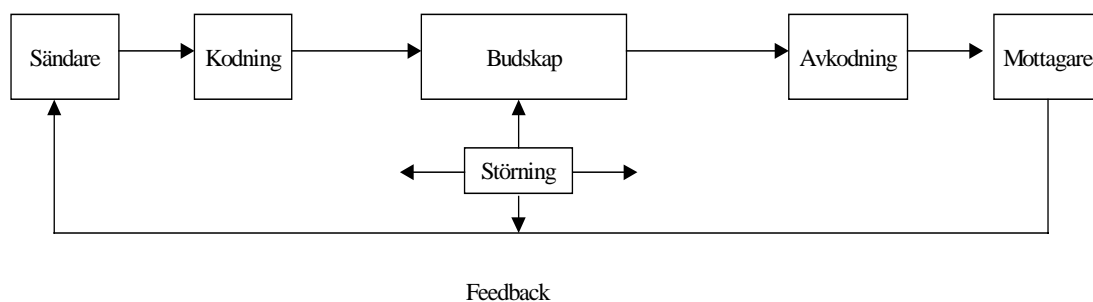 Sändare
Kodning
Budskap
Avkodning
Mottagare
Störning
Feedback